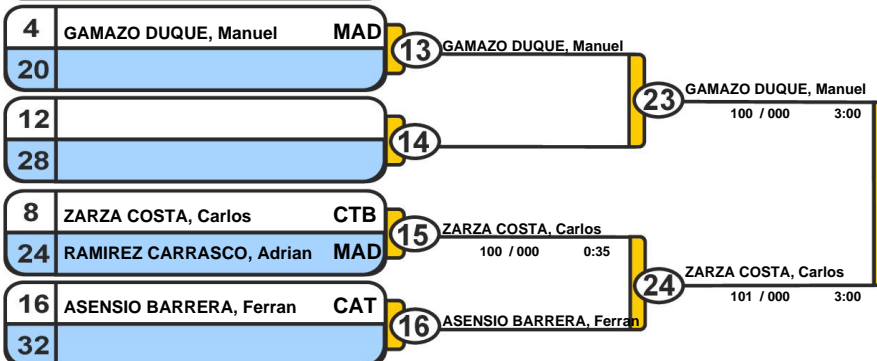 4 GAMAZO DUQUE, Manuel MAD
20
12
28
8 ZARZA COSTA, Carlos CTB
24 RAMIREZ CARRASCO, Adrian MAD
16 ASENSIO BARRERA, Ferran CAT
32
13 GAMAZO DUQUE, Manuel
14
15 ZARZA COSTA, Carlos
100 / 000 0:35
16 ASENSIO BARRERA, Ferran
23 GAMAZO DUQUE, Manuel
100 / 000 3:00
24 ZARZA COSTA, Carlos
101 / 000 3:00